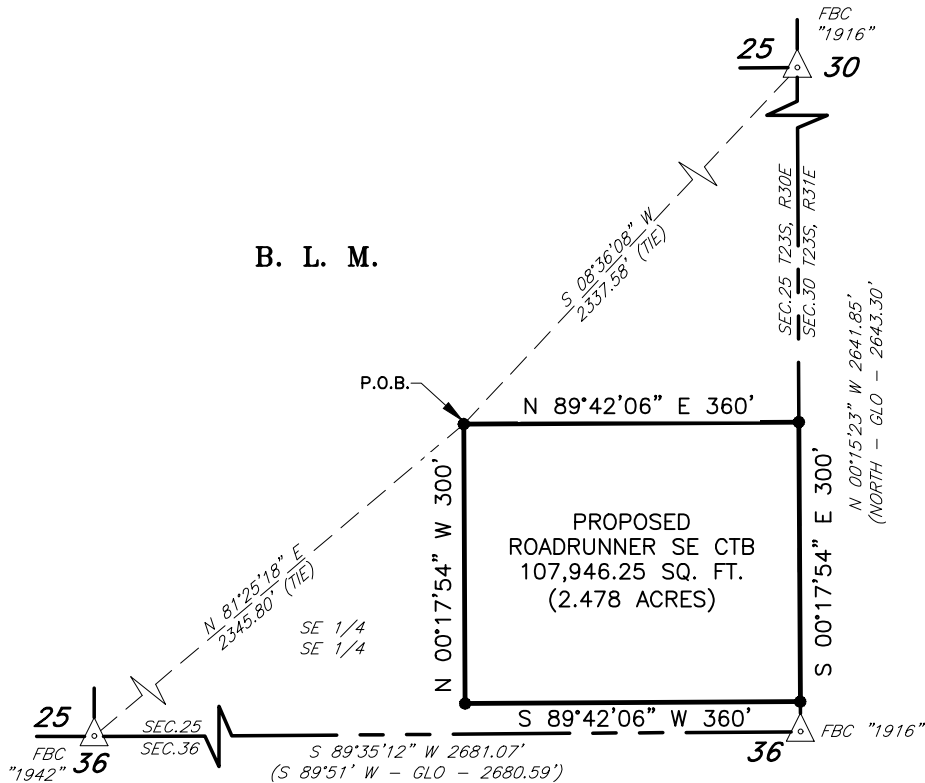 FBC
"1916"
25
30
SEC.25 T23S, R30E
SEC.30 T23S, R31E
B. L. M.
S 08°36'08" W
2337.58' (TIE)
N 00°15'23" W 2641.85'
(NORTH - GLO - 2643.30'
P.O.B.
N 89°42'06" E 360'
N 00°17'54" W 300'
PROPOSED
ROADRUNNER SE CTB
107,946.25 SQ. FT.
(2.478 ACRES)
S 00°17'54" E 300'
N 81°25'18" E
2345.80' (TIE)
SE 1/4
SE 1/4
25
SEC.25
SEC.36
FBC
"1942"
36
S 89°42'06" W 360'
S 89°35'12" W 2681.07'
(S 89°51' W - GLO - 2680.59')
36
FBC "1916"